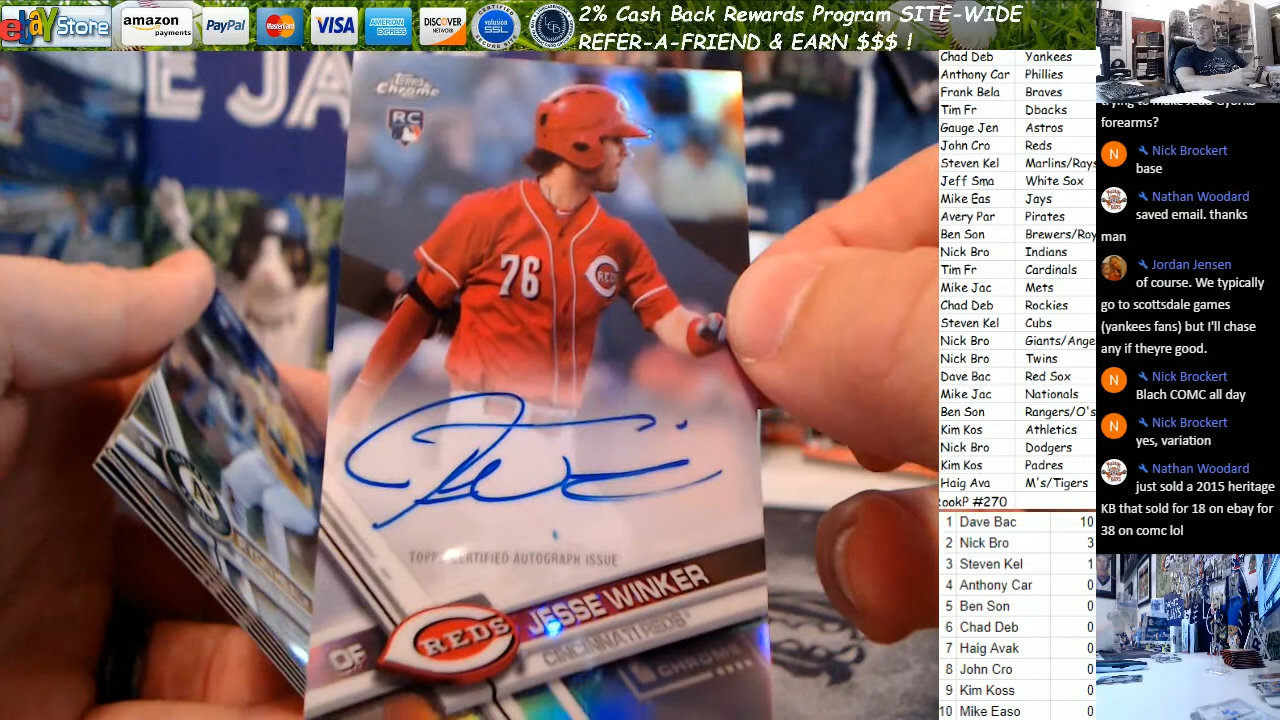 ebay Store
amazon payments
PayPal
MasterCard
VISA
AMERICAN EXPRESS
DISCOVER NETWORK
CERTIFIED volusion SSL SECURE
2% Cash Back Rewards Program SITE-WIDE
REFER-A-FRIEND & EARN $$$ !
E JA
Topps Chrome
RC
76
REDS
TOPPS CERTIFIED AUTOGRAPH ISSUE
JESSE WINKER
CINCINNATI REDS
OF
REDS
Chad Deb Yankees
Anthony Car Phillies
Frank Bela Braves
Tim Fr Dbacks
Gauge Jen Astros
John Cro Reds
Steven Kel Marlins/Rays
Jeff Sma White Sox
Mike Eas Jays
Avery Par Pirates
Ben Son Brewers/Roy
Nick Bro Indians
Tim Fr Cardinals
Mike Jac Mets
Chad Deb Rockies
Steven Kel Cubs
Nick Bro Giants/Ange
Nick Bro Twins
Dave Bac Red Sox
Mike Jac Nationals
Ben Son Rangers/O's
Kim Kos Athletics
Nick Bro Dodgers
Kim Kos Padres
Haig Ava M's/Tigers
RookP #270
1 Dave Bac 10
2 Nick Bro 3
3 Steven Kel 1
4 Anthony Car 0
5 Ben Son 0
6 Chad Deb 0
7 Haig Avak 0
8 John Cro 0
9 Kim Koss 0
10 Mike Easo 0
forearms?
N Nick Brockert
base
Nathan Woodard
saved email. thanks
man
Jordan Jensen
of course. We typically
go to scottsdale games
(yankees fans) but I'll chase
any if theyre good.
N Nick Brockert
Blach COMC all day
N Nick Brockert
yes, variation
Nathan Woodard
just sold a 2015 heritage
KB that sold for 18 on ebay for
38 on comc lol